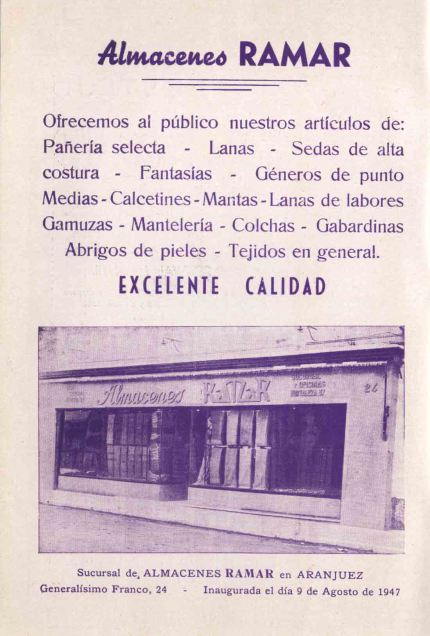 Almacenes RAMAR
Ofrecemos al público nuestros artículos de:
Pañería selecta - Lanas - Sedas de alta
costura - Fantasías - Géneros de punto
Medias - Calcetines - Mantas - Lanas de labores
Gamuzas - Mantelería - Colchas - Gabardinas
Abrigos de pieles - Tejidos en general.
EXCELENTE CALIDAD
Almacenes RaMaR
24
Sucursal de, ALMACENES RAMAR en ARANJUEZ
Generalísimo Franco, 24 - Inaugurada el día 9 de Agosto de 1947